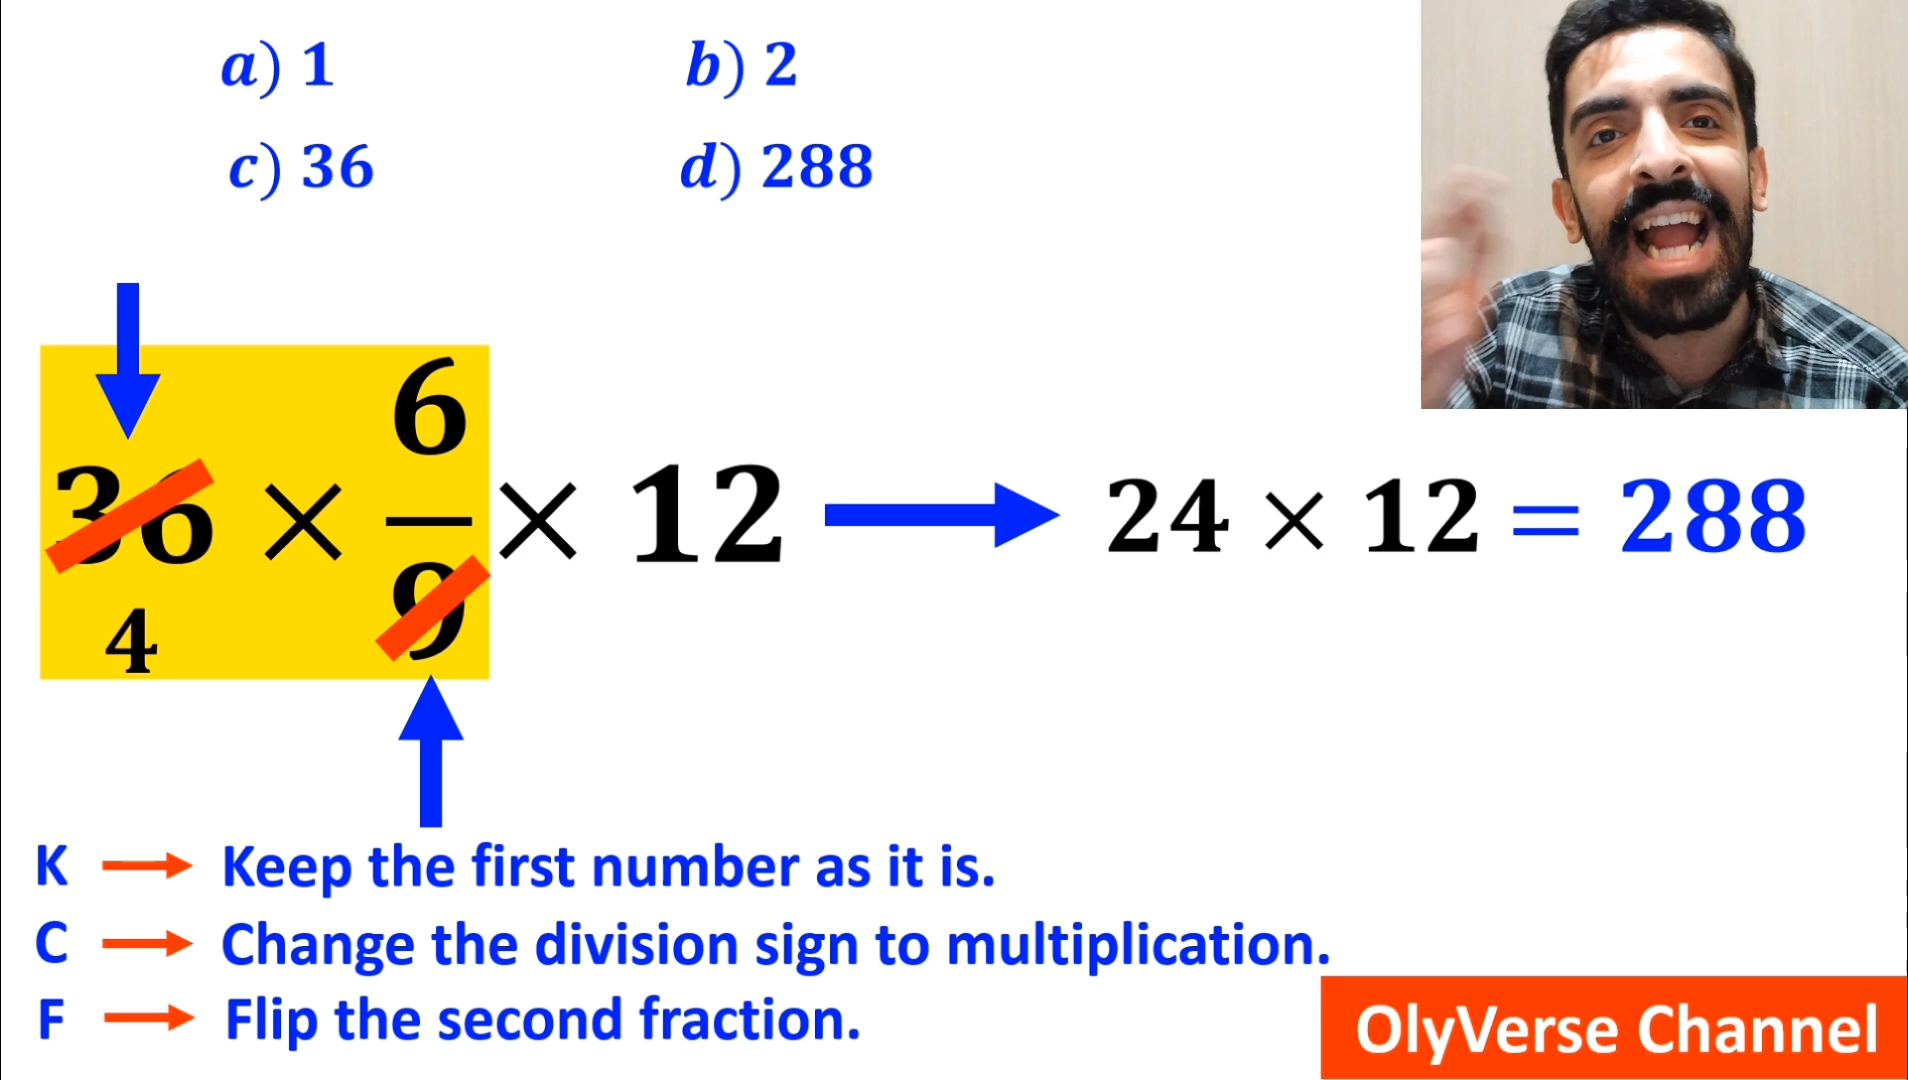 a) 1 b) 2
c) 36 d) 288
36 × 6/9 × 12 → 24 × 12 = 288
4
K → Keep the first number as it is.
C → Change the division sign to multiplication.
F → Flip the second fraction.
OlyVerse Channel